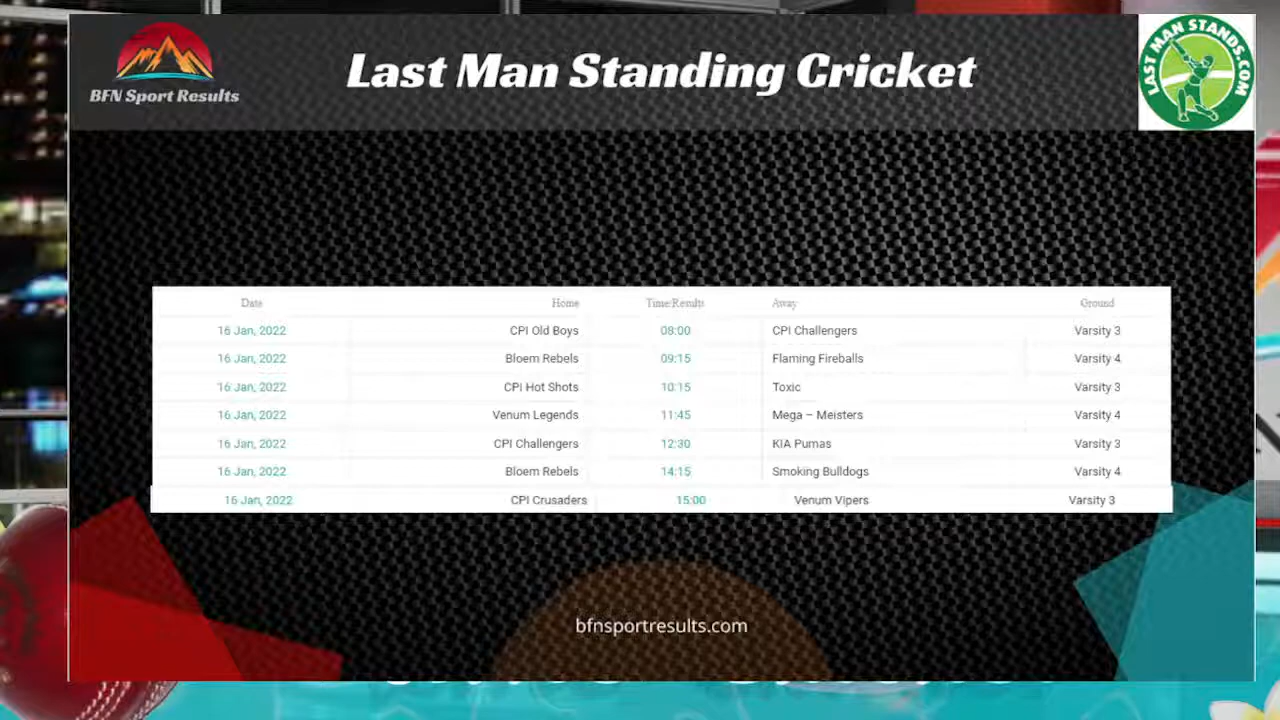 Last Man Standing Cricket
BFN Sport Results
LAST MAN STANDS.COM
Date Home Time/Results Away Ground
16 Jan, 2022 CPI Old Boys 08:00 CPI Challengers Varsity 3
16 Jan, 2022 Bloem Rebels 09:15 Flaming Fireballs Varsity 4
16 Jan, 2022 CPI Hot Shots 10:15 Toxic Varsity 3
16 Jan, 2022 Venum Legends 11:45 Mega – Meisters Varsity 4
16 Jan, 2022 CPI Challengers 12:30 KIA Pumas Varsity 3
16 Jan, 2022 Bloem Rebels 14:15 Smoking Bulldogs Varsity 4
16 Jan, 2022 CPI Crusaders 15:00 Venum Vipers Varsity 3
bfnsportresults.com